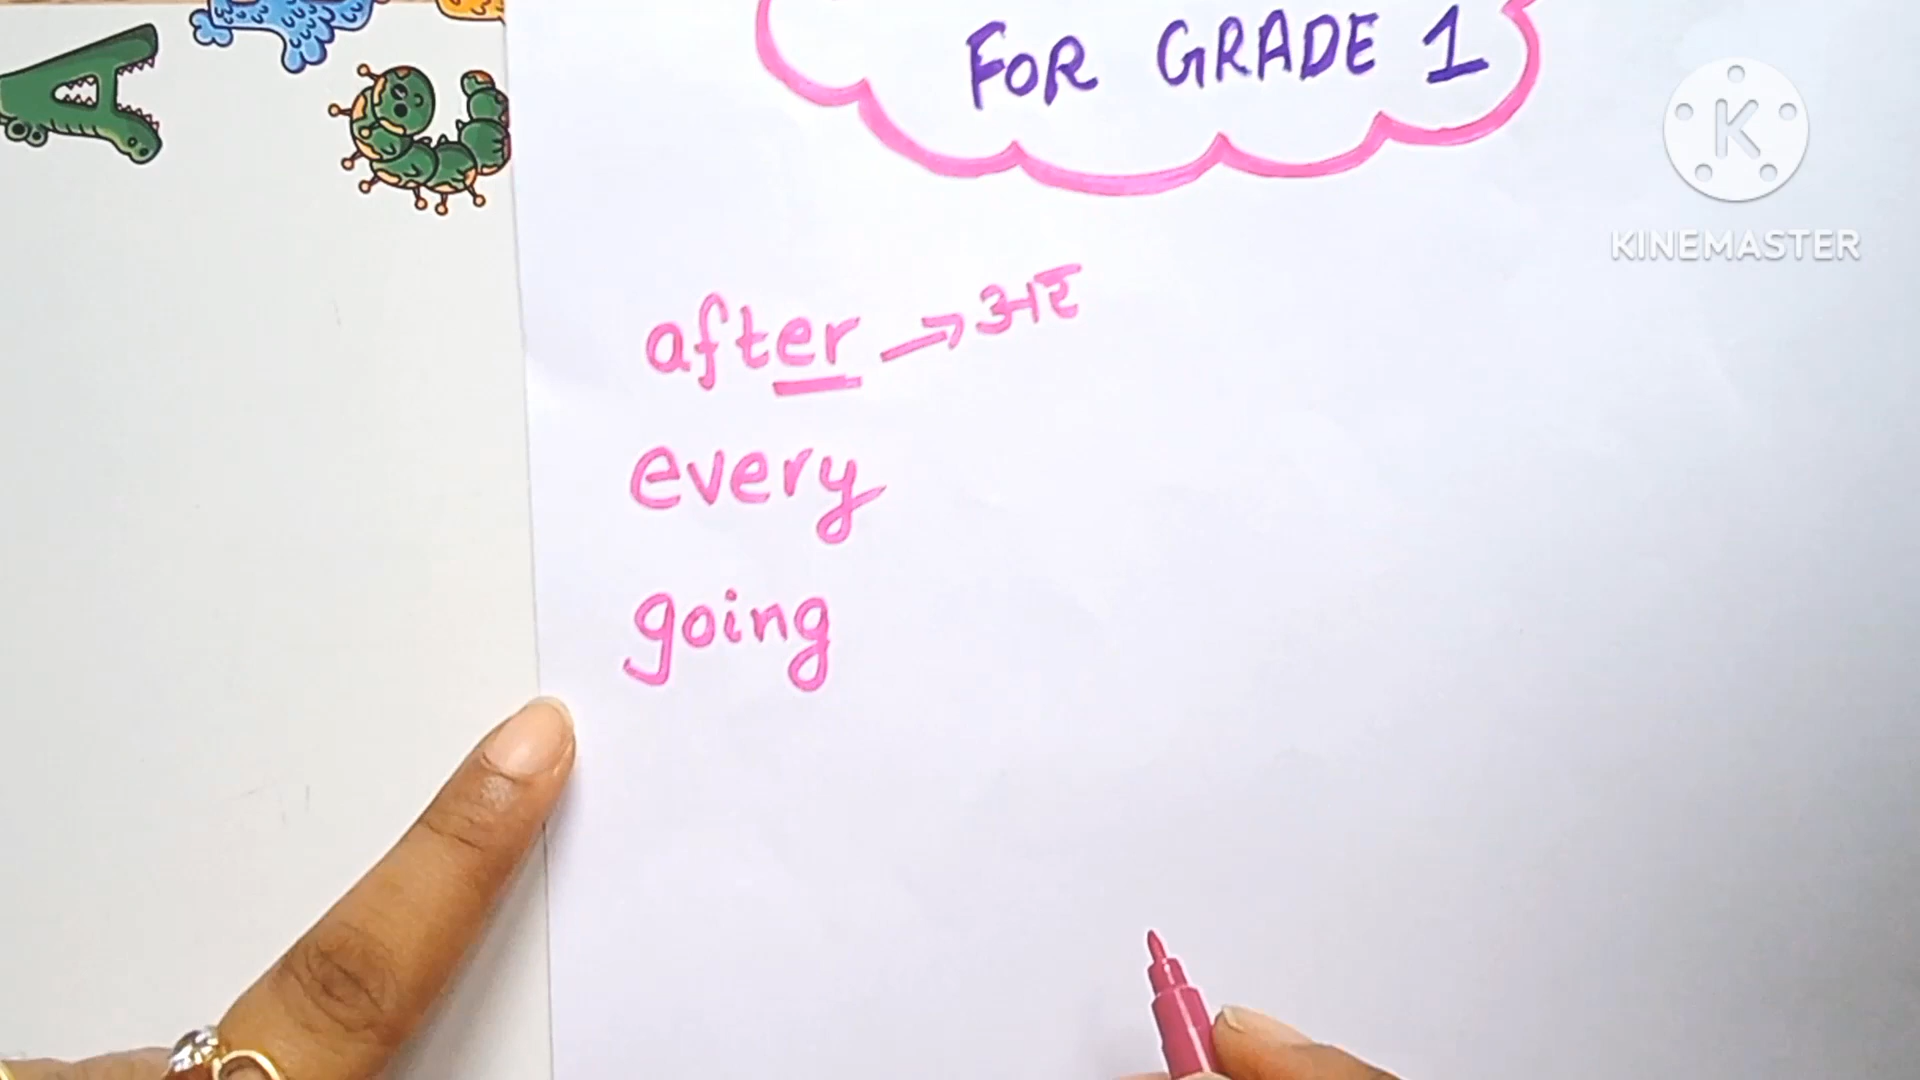 FOR GRADE 1
K
KINEMASTER
after → अर
every
going